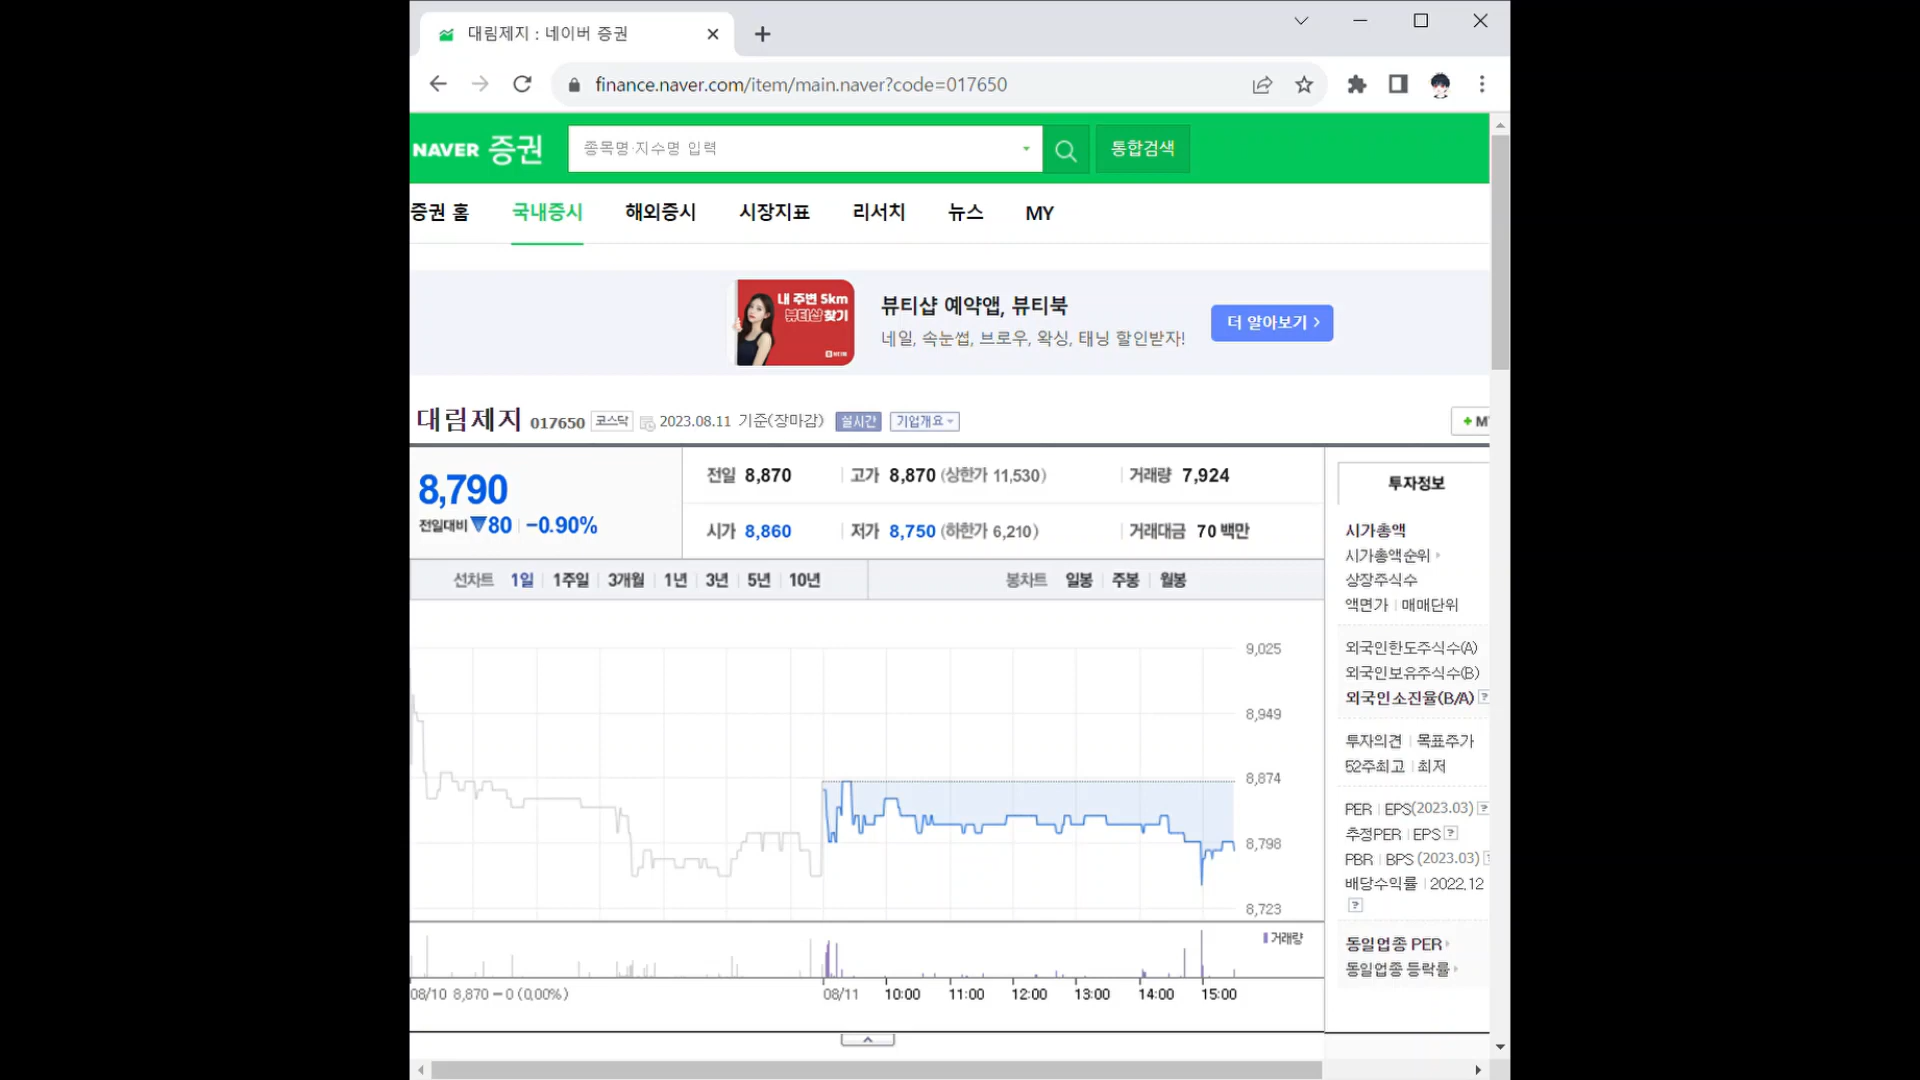 대림제지 : 네이버 증권
finance.naver.com/item/main.naver?code=017650
NAVER 증권
종목명·지수명 입력
통합검색
증권 홈 국내증시 해외증시 시장지표 리서치 뉴스 MY
내 주변 5km
뷰티샵찾기
뷰티샵 예약앱, 뷰티북
네일, 속눈썹, 브로우, 왁싱, 태닝 할인받자!
더 알아보기
대림제지 017650 코스닥 2023.08.11 기준(장마감) 실시간 기업개요
8,790
전일대비 ▼80 -0.90%
전일 8,870 고가 8,870 (상한가 11,530) 거래량 7,924
시가 8,860 저가 8,750 (하한가 6,210) 거래대금 70 백만
선차트 1일 1주일 3개월 1년 3년 5년 10년
봉차트 일봉 주봉 월봉
9,025
8,949
8,874
8,798
8,723
거래량
08/10 8,870 − 0 (0.00%)
08/11 10:00 11:00 12:00 13:00 14:00 15:00
투자정보
시가총액
시가총액순위
상장주식수
액면가 | 매매단위
외국인한도주식수(A)
외국인보유주식수(B)
외국인소진율(B/A) ?
투자의견 | 목표주가
52주최고 | 최저
PER | EPS(2023.03) ?
추정PER | EPS ?
PBR | BPS (2023.03)
배당수익률 | 2022.12
?
동일업종 PER
동일업종 등락률